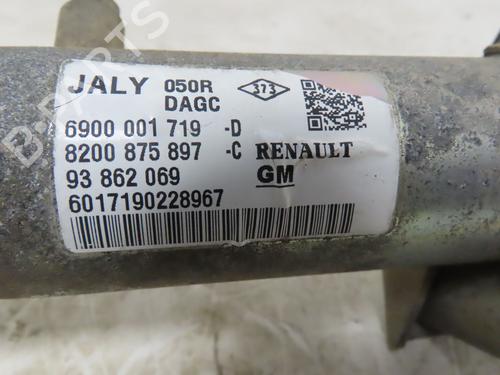 JALY 050R 373
DAGC
6900 001 719 -D
8200 875 897 -C RENAULT
93 862 069 GM
6017190228967